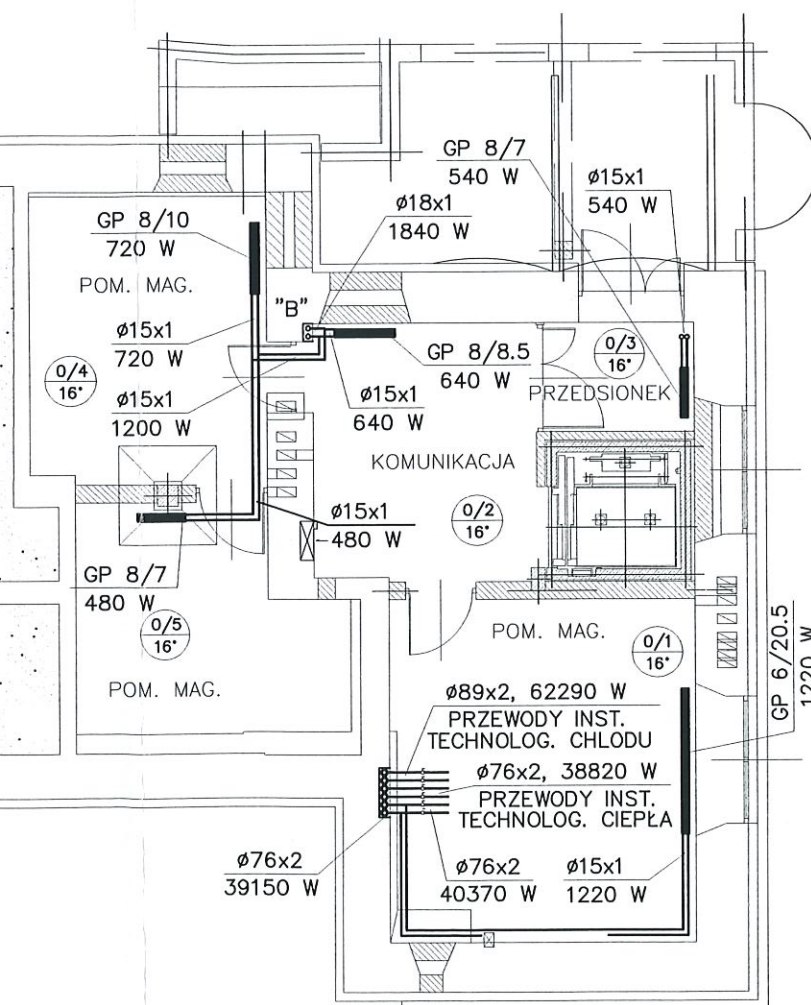 GP 8/7
540 W
ø15x1
540 W
ø18x1
1840 W
GP 8/10
720 W
POM. MAG.
"B"
ø15x1
720 W
0/4
16°
ø15x1
1200 W
GP 8/8.5
640 W
ø15x1
640 W
0/3
16°
PRZEDSIONEK
KOMUNIKACJA
0/2
16°
ø15x1
480 W
GP 8/7
480 W
0/5
16°
POM. MAG.
POM. MAG.
0/1
16°
GP 6/20.5
1220 W
ø89x2, 62290 W
PRZEWODY INST.
TECHNOLOG. CHLODU
ø76x2, 38820 W
PRZEWODY INST.
TECHNOLOG. CIEPŁA
ø76x2
39150 W
ø76x2
40370 W
ø15x1
1220 W